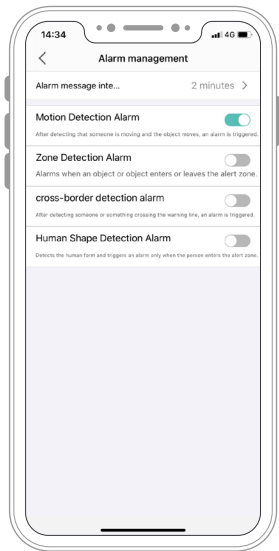 14:34
4G
Alarm management
Alarm message inte... 2 minutes
Motion Detection Alarm
After detecting that someone is moving and the object moves, an alarm is triggered.
Zone Detection Alarm
Alarms when an object or object enters or leaves the alert zone.
cross-border detection alarm
After detecting someone or something crossing the warning line, an alarm is triggered.
Human Shape Detection Alarm
Detects the human form and triggers an alarm only when the person enters the alert zone.